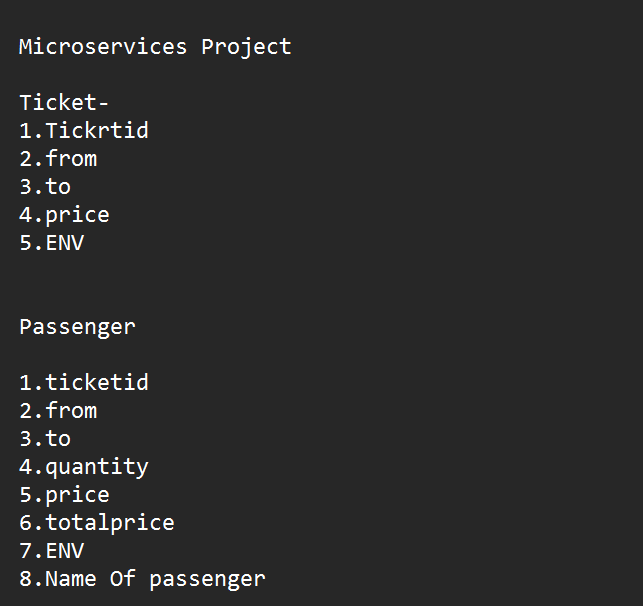 Microservices Project
Ticket-
1.Tickrtid
2.from
3.to
4.price
5.ENV
Passenger
1.ticketid
2.from
3.to
4.quantity
5.price
6.totalprice
7.ENV
8.Name Of passenger